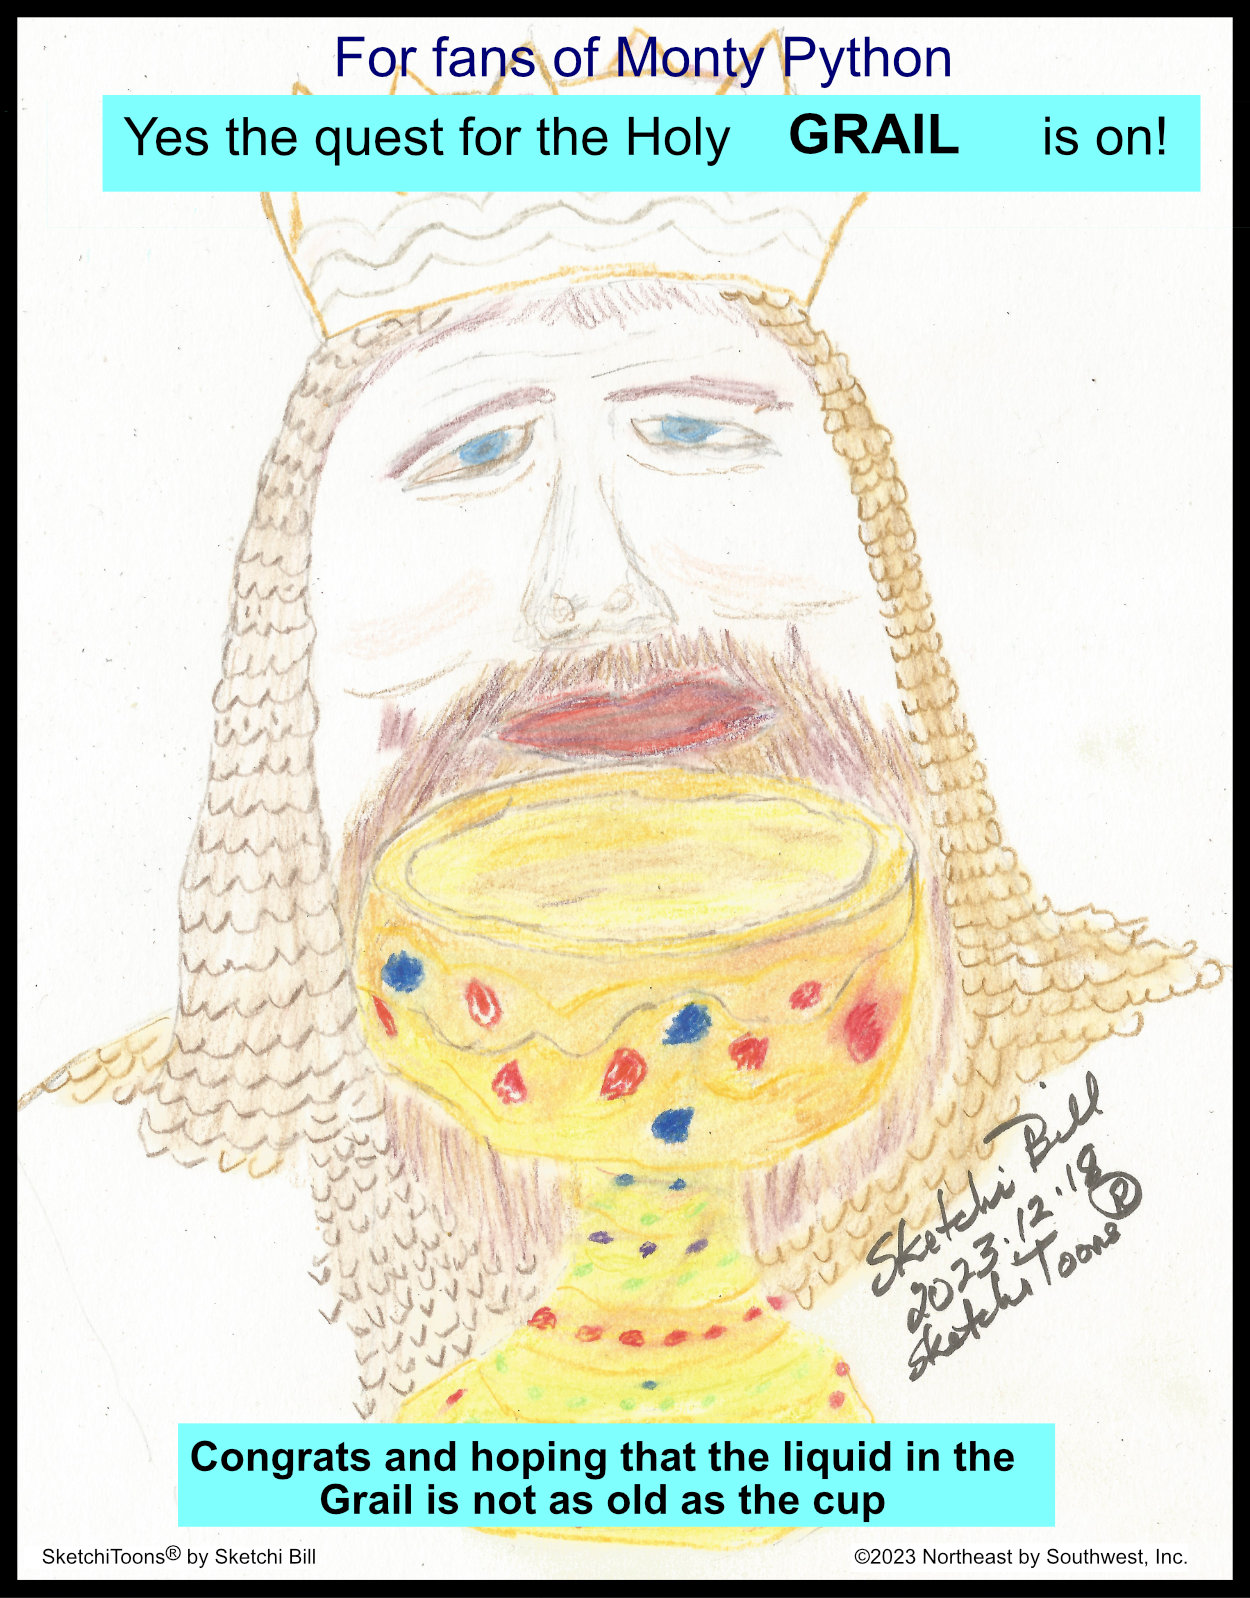 For fans of Monty Python
Yes the quest for the Holy GRAIL is on!
Sketchi Bill
2023.12.18
SketchiToons®
Congrats and hoping that the liquid in the
Grail is not as old as the cup
SketchiToons® by Sketchi Bill
©2023 Northeast by Southwest, Inc.